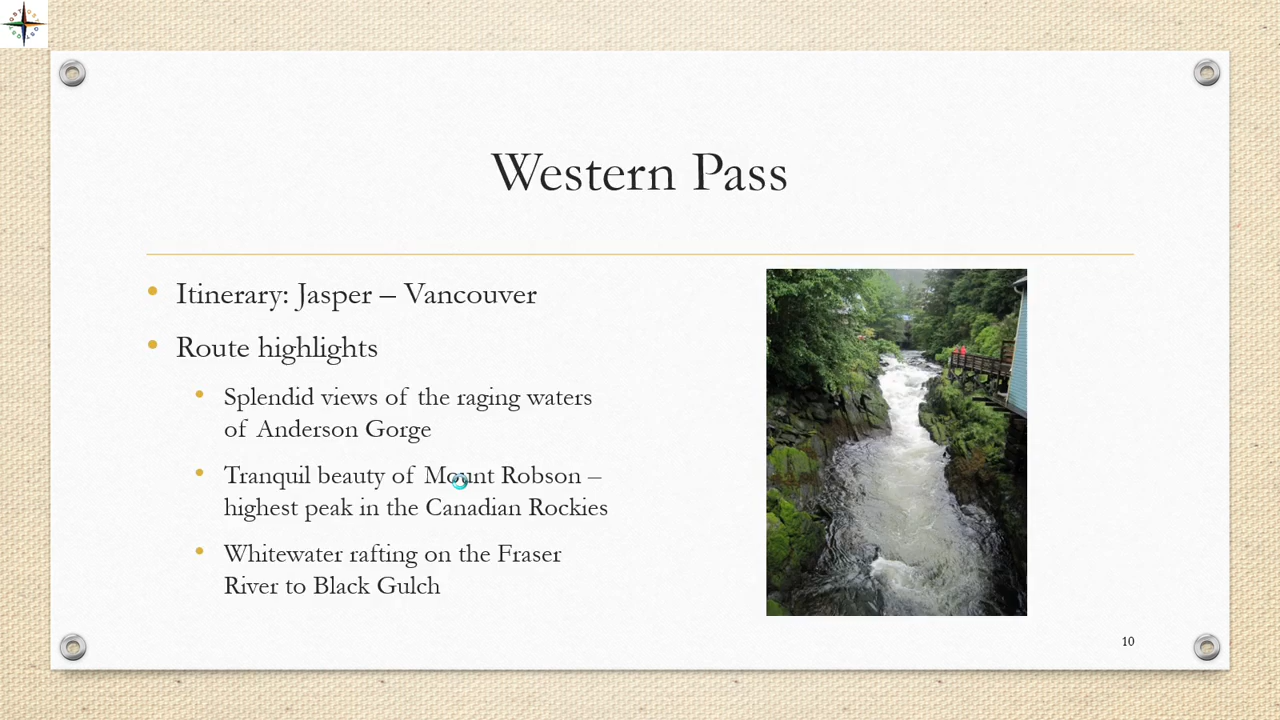 Western Pass
Itinerary: Jasper – Vancouver
Route highlights
Splendid views of the raging waters
of Anderson Gorge
Tranquil beauty of Mount Robson –
highest peak in the Canadian Rockies
Whitewater rafting on the Fraser
River to Black Gulch
10